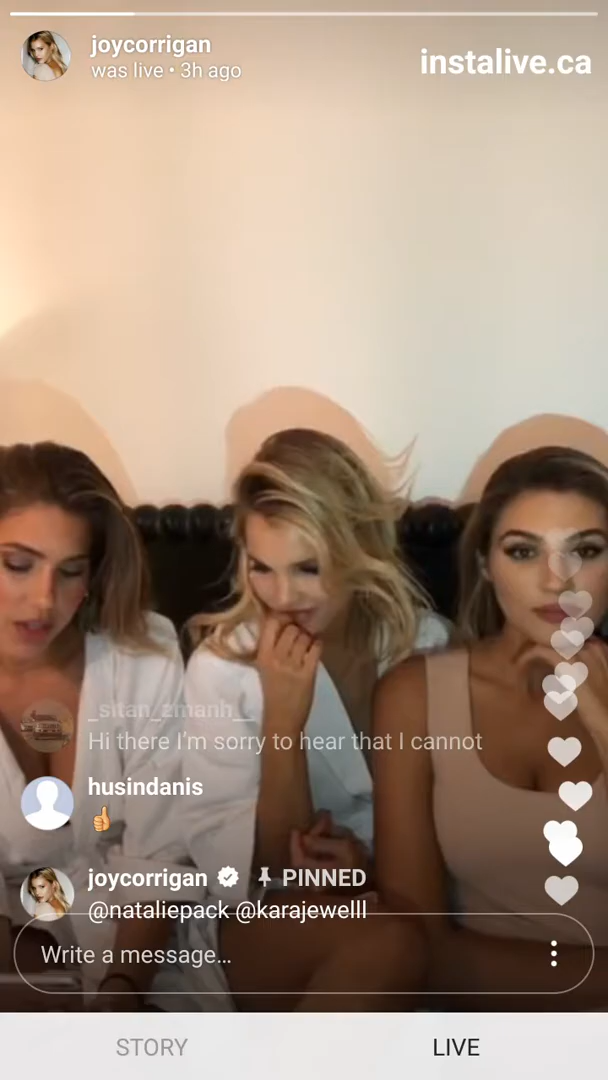 joycorrigan
was live • 3h ago
instalive.ca
_sitan_amanh__
Hi there I'm sorry to hear that I cannot
husindanis
👍
joycorrigan PINNED
@nataliepack @karajewelll
Write a message...
STORY
LIVE